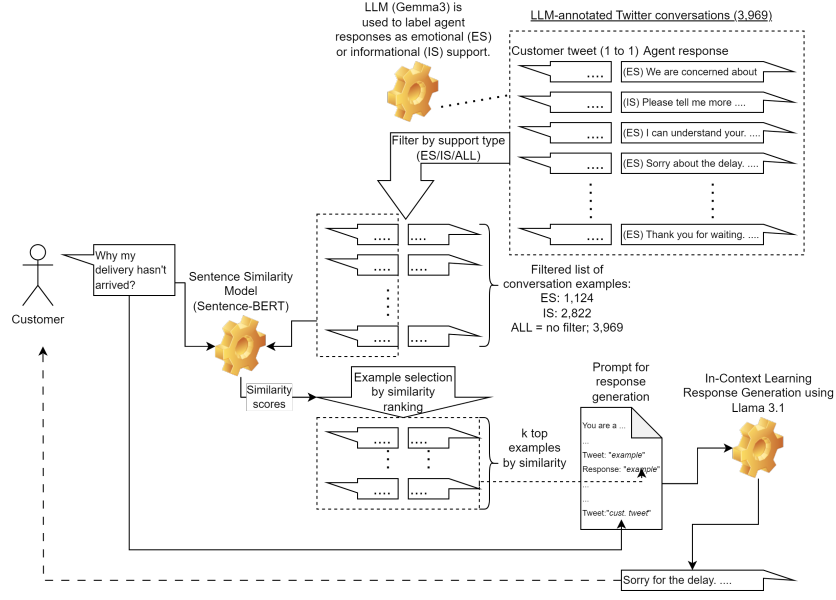 LLM (Gemma3) is
used to label agent
responses as emotional (ES)
or informational (IS) support.
LLM-annotated Twitter conversations (3,969)
Customer tweet (1 to 1) Agent response
....
(ES) We are concerned about
....
(IS) Please tell me more ....
....
(ES) I can understand your. ....
....
(ES) Sorry about the delay. ....
....
(ES) Thank you for waiting. ....
Filter by support type
(ES/IS/ALL)
.... ....
.... ....
.... ....
Filtered list of
conversation examples:
ES: 1,124
IS: 2,822
ALL = no filter; 3,969
Why my
delivery hasn't
arrived?
Customer
Sentence Similarity
Model
(Sentence-BERT)
Similarity
scores
Example selection
by similarity
ranking
.... ....
.... ....
k top
examples
by similarity
Prompt for
response
generation
You are a ...
...
Tweet: "example"
Response: "example"
...
...
Tweet:"cust. tweet"
In-Context Learning
Response Generation using
Llama 3.1
Sorry for the delay. ....